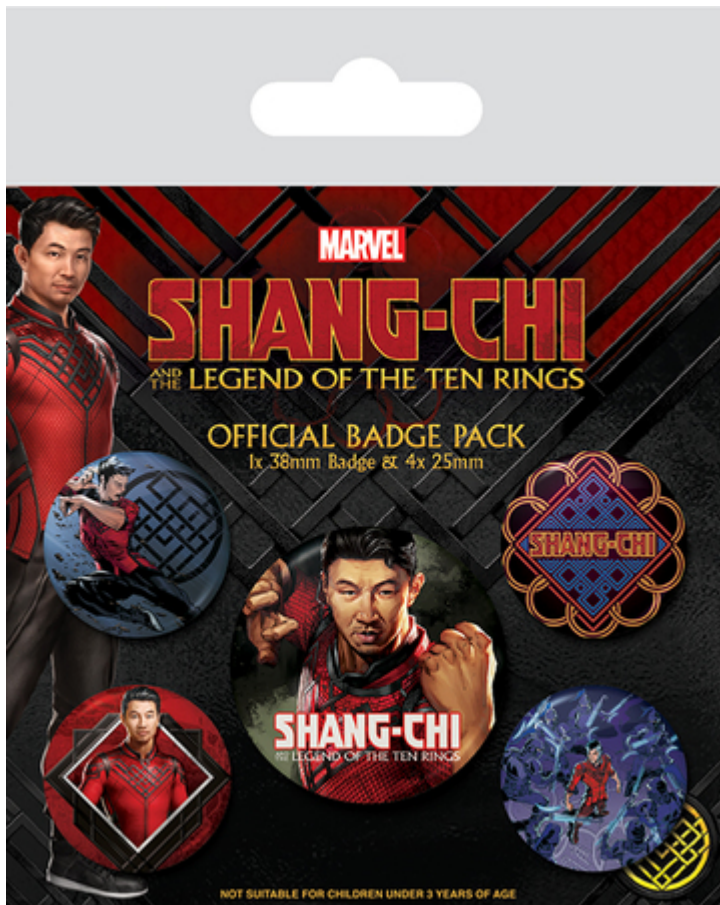 MARVEL
SHANG-CHI
AND THE LEGEND OF THE TEN RINGS
OFFICIAL BADGE PACK
1x 38mm Badge & 4x 25mm
SHANG-CHI
SHANG-CHI
AND THE LEGEND OF THE TEN RINGS
NOT SUITABLE FOR CHILDREN UNDER 3 YEARS OF AGE